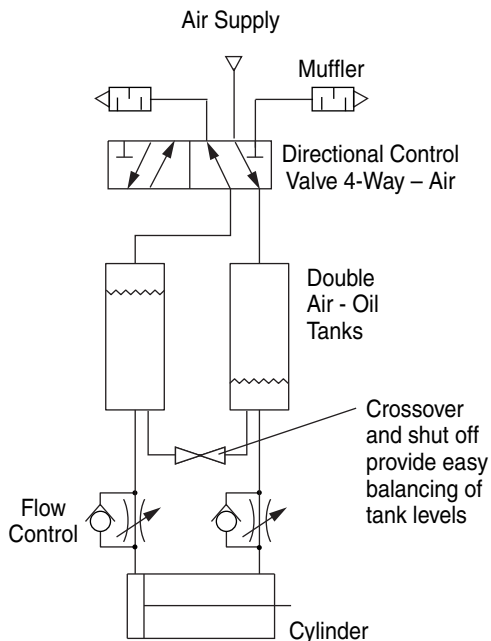 Air Supply
Muffler
Directional Control
Valve 4-Way – Air
Double
Air - Oil
Tanks
Crossover
and shut off
provide easy
balancing of
tank levels
Flow
Control
Cylinder